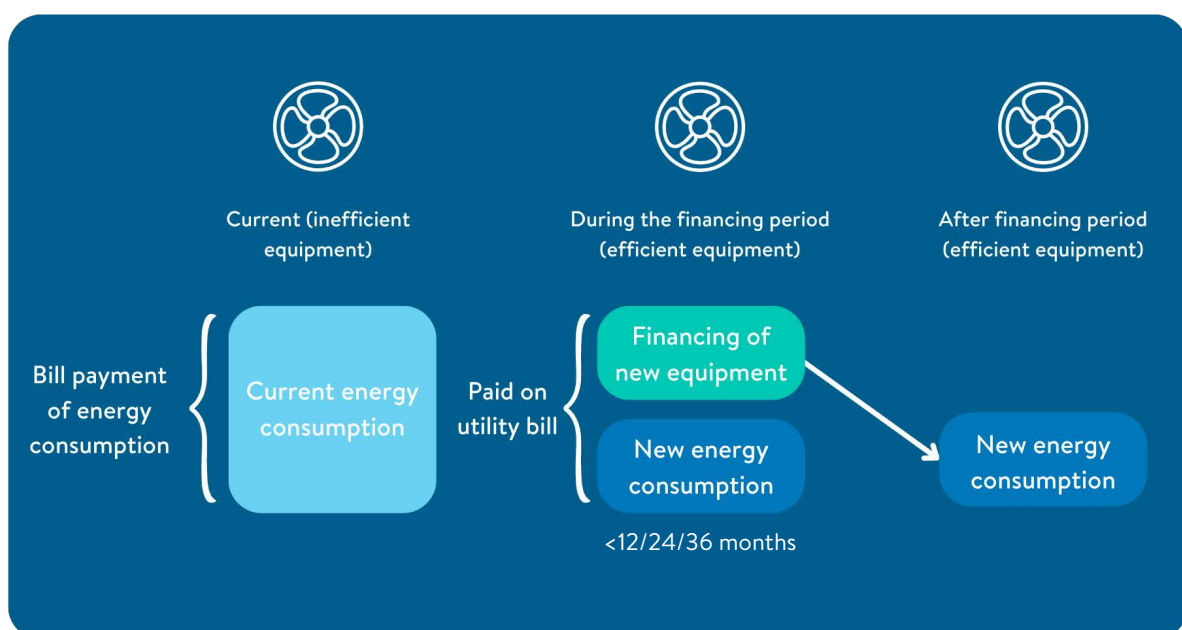 Current (inefficient
equipment)
During the financing period
(efficient equipment)
After financing period
(efficient equipment)
Bill payment
of energy
consumption
Current energy
consumption
Paid on
utility bill
Financing of
new equipment
New energy
consumption
<12/24/36 months
New energy
consumption